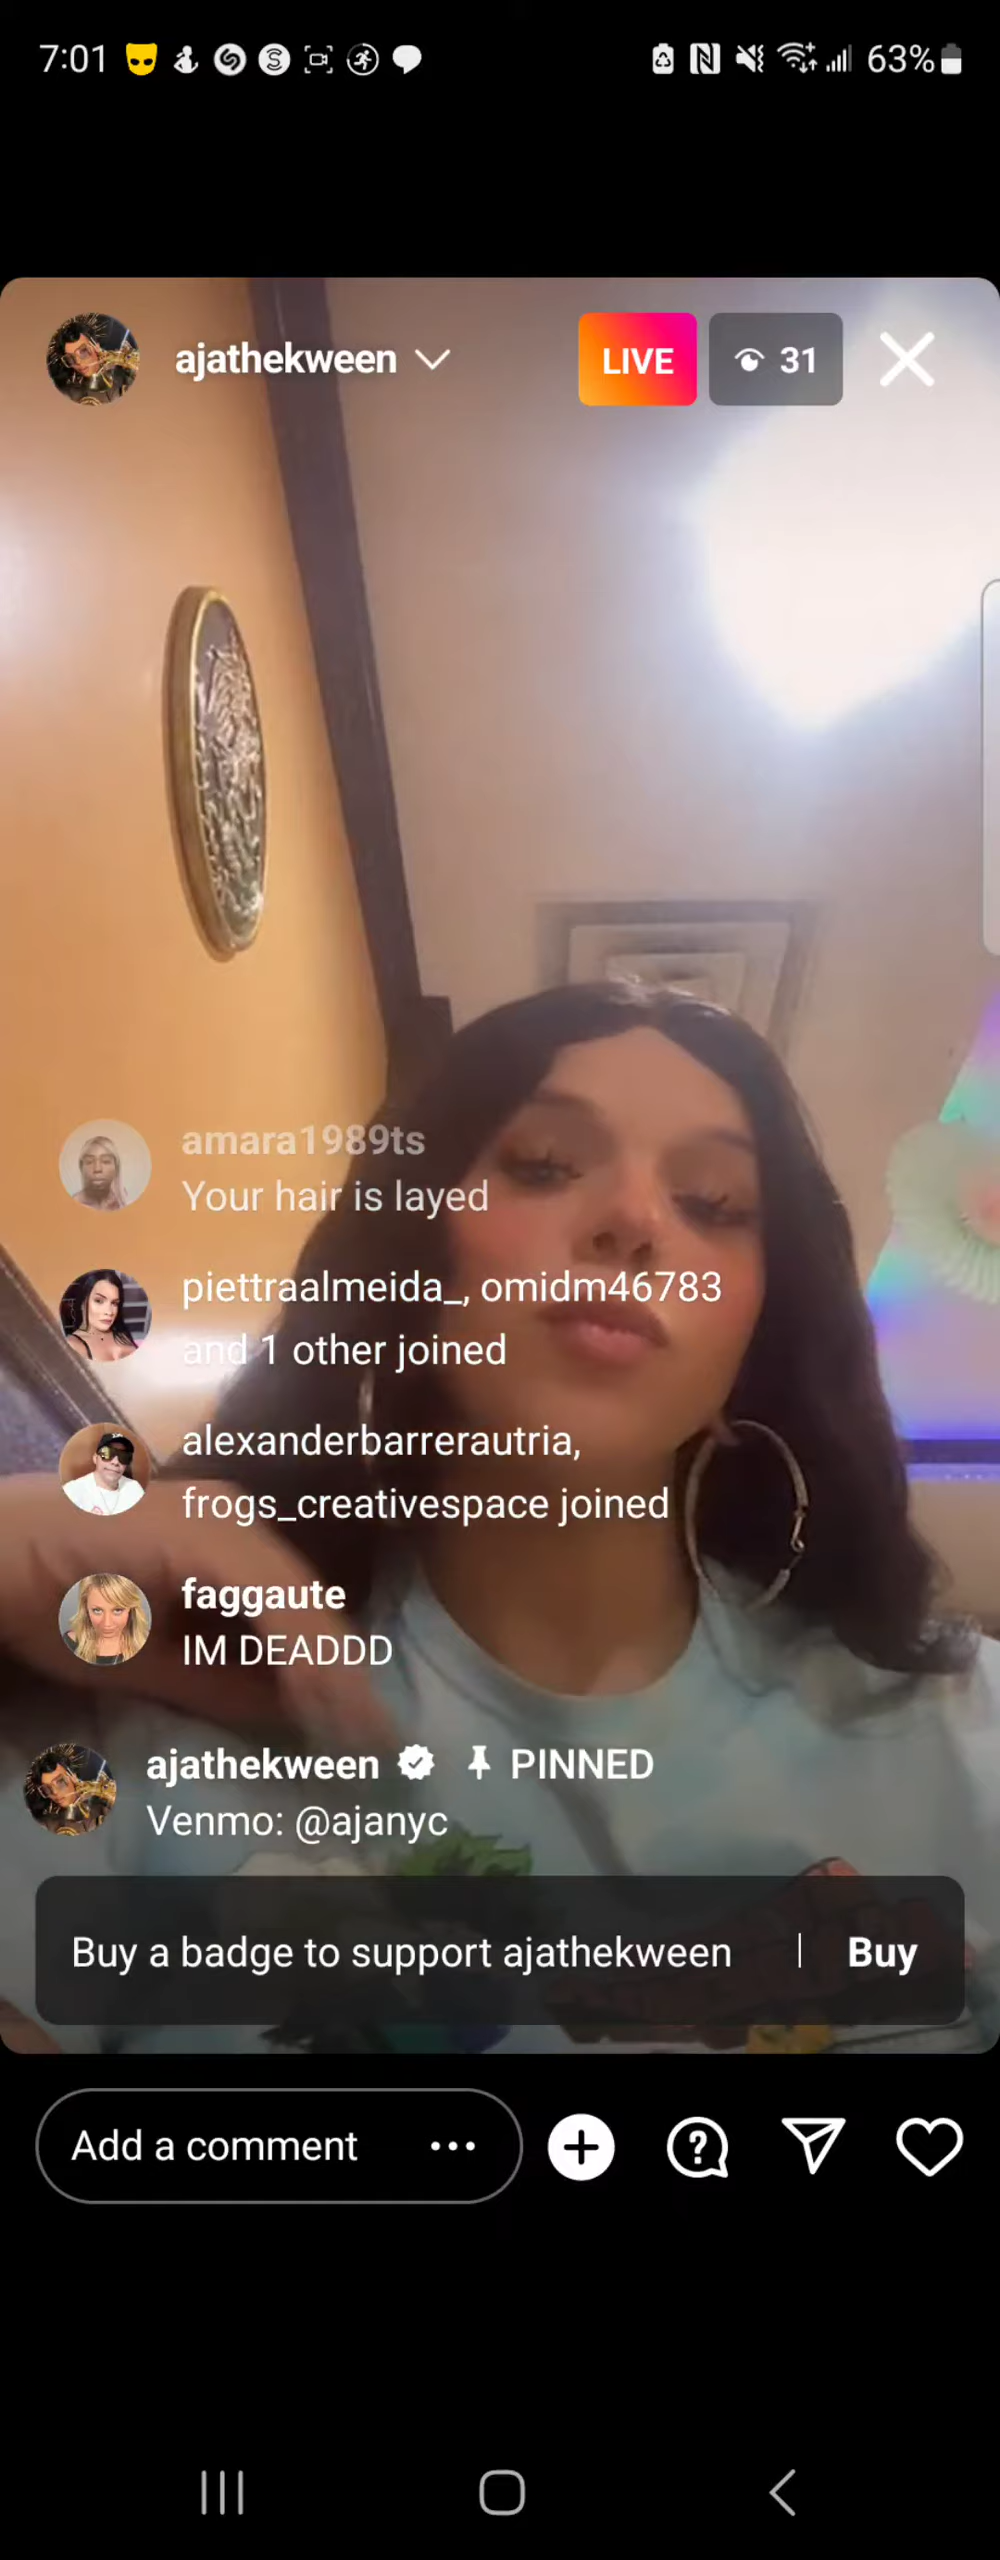 7:01
63%
ajathekween
LIVE
31
amara1989ts
Your hair is layed
piettraalmeida_, omidm46783
and 1 other joined
alexanderbarrerautria,
frogs_creativespace joined
faggaute
IM DEADDD
ajathekween PINNED
Venmo: @ajanyc
Buy a badge to support ajathekween | Buy
Add a comment